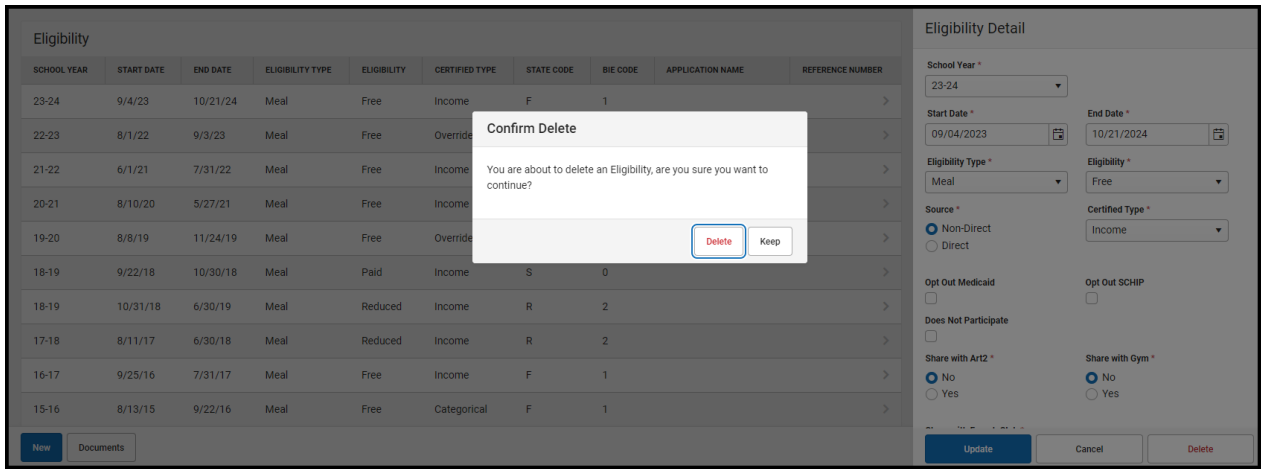 Eligibility
SCHOOL YEAR START DATE END DATE ELIGIBILITY TYPE ELIGIBILITY CERTIFIED TYPE STATE CODE BIE CODE APPLICATION NAME REFERENCE NUMBER
23-24 9/4/23 10/21/24 Meal Free Income F 1
22-23 8/1/22 9/3/23 Meal Free Override
21-22 6/1/21 7/31/22 Meal Free Income
20-21 8/10/20 5/27/21 Meal Free Income
19-20 8/8/19 11/24/19 Meal Free Override
18-19 9/22/18 10/30/18 Meal Paid Income S 0
18-19 10/31/18 6/30/19 Meal Reduced Income R 2
17-18 8/11/17 6/30/18 Meal Reduced Income R 2
16-17 9/25/16 7/31/17 Meal Free Income F 1
15-16 8/13/15 9/22/16 Meal Free Categorical F 1
New Documents
Confirm Delete
You are about to delete an Eligibility, are you sure you want to
continue?
Delete Keep
Eligibility Detail
School Year *
23-24
Start Date * End Date *
09/04/2023 10/21/2024
Eligibility Type * Eligibility *
Meal Free
Source * Certified Type *
Non-Direct Income
Direct
Opt Out Medicaid Opt Out SCHIP
Does Not Participate
Share with Art2 * Share with Gym *
No No
Yes Yes
Update Cancel Delete